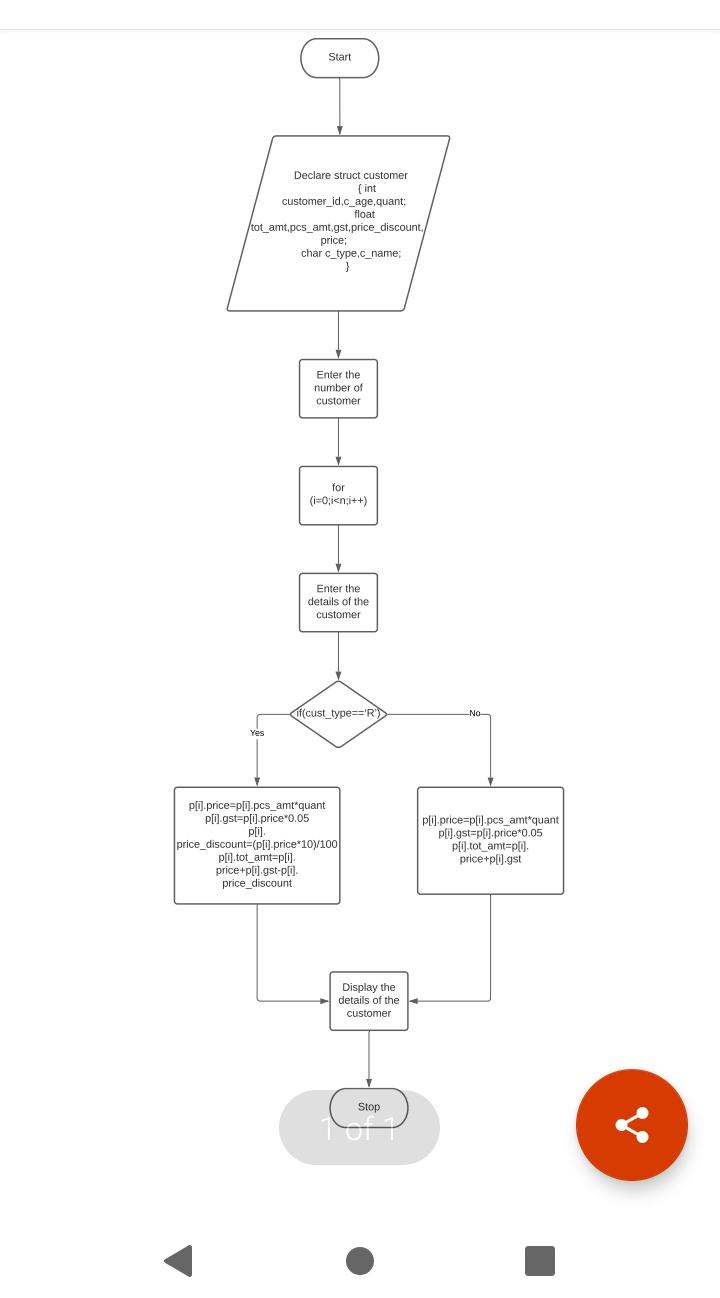 Start
Declare struct customer
{ int
customer_id,c_age,quant;
float
tot_amt,pcs_amt,gst,price_discount,
price;
char c_type,c_name;
}
Enter the
number of
customer
for
(i=0;i<n;i++)
Enter the
details of the
customer
if(cust_type=='R')
Yes
No
p[i].price=p[i].pcs_amt*quant
p[i].gst=p[i].price*0.05
p[i].
price_discount=(p[i].price*10)/100
p[i].tot_amt=p[i].
price+p[i].gst-p[i].
price_discount
p[i].price=p[i].pcs_amt*quant
p[i].gst=p[i].price*0.05
p[i].tot_amt=p[i].
price+p[i].gst
Display the
details of the
customer
Stop
1 of 1